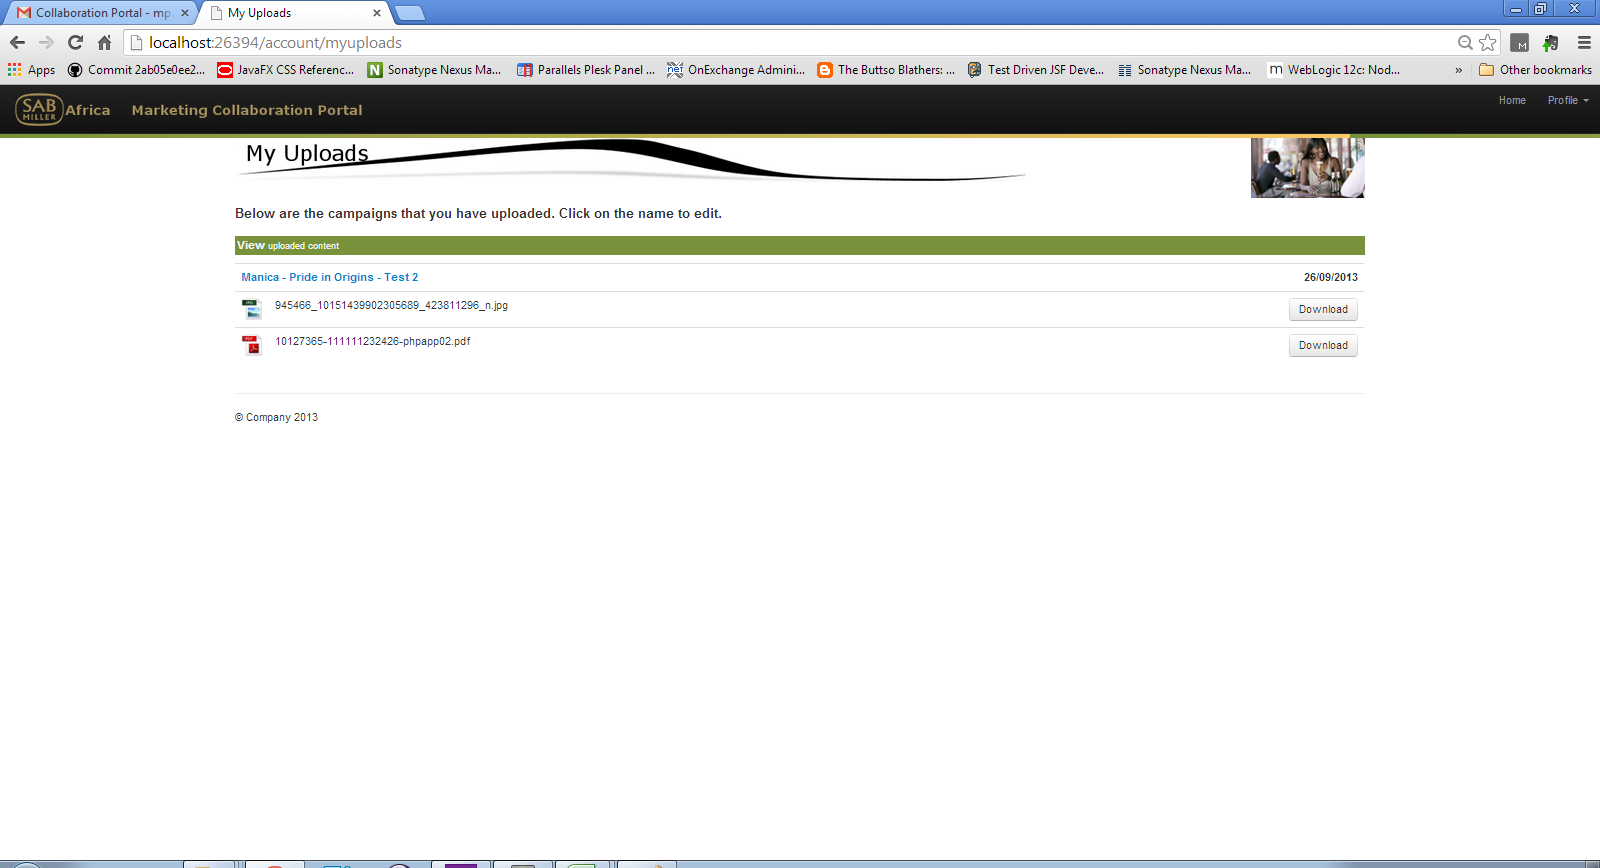 Collaboration Portal - mp
My Uploads
localhost:26394/account/myuploads
Apps
Commit 2ab05e0ee2...
JavaFX CSS Referenc...
Sonatype Nexus Ma...
Parallels Plesk Panel ...
OnExchange Admini...
The Buttso Blathers: ...
Test Driven JSF Deve...
Sonatype Nexus Ma...
WebLogic 12c: Nod...
»
Other bookmarks
SAB
MILLER
Africa
Marketing Collaboration Portal
Home
Profile
My Uploads
Below are the campaigns that you have uploaded. Click on the name to edit.
View uploaded content
Manica - Pride in Origins - Test 2
26/09/2013
945466_10151439902305689_423811296_n.jpg
Download
10127365-111111232426-phpapp02.pdf
Download
© Company 2013